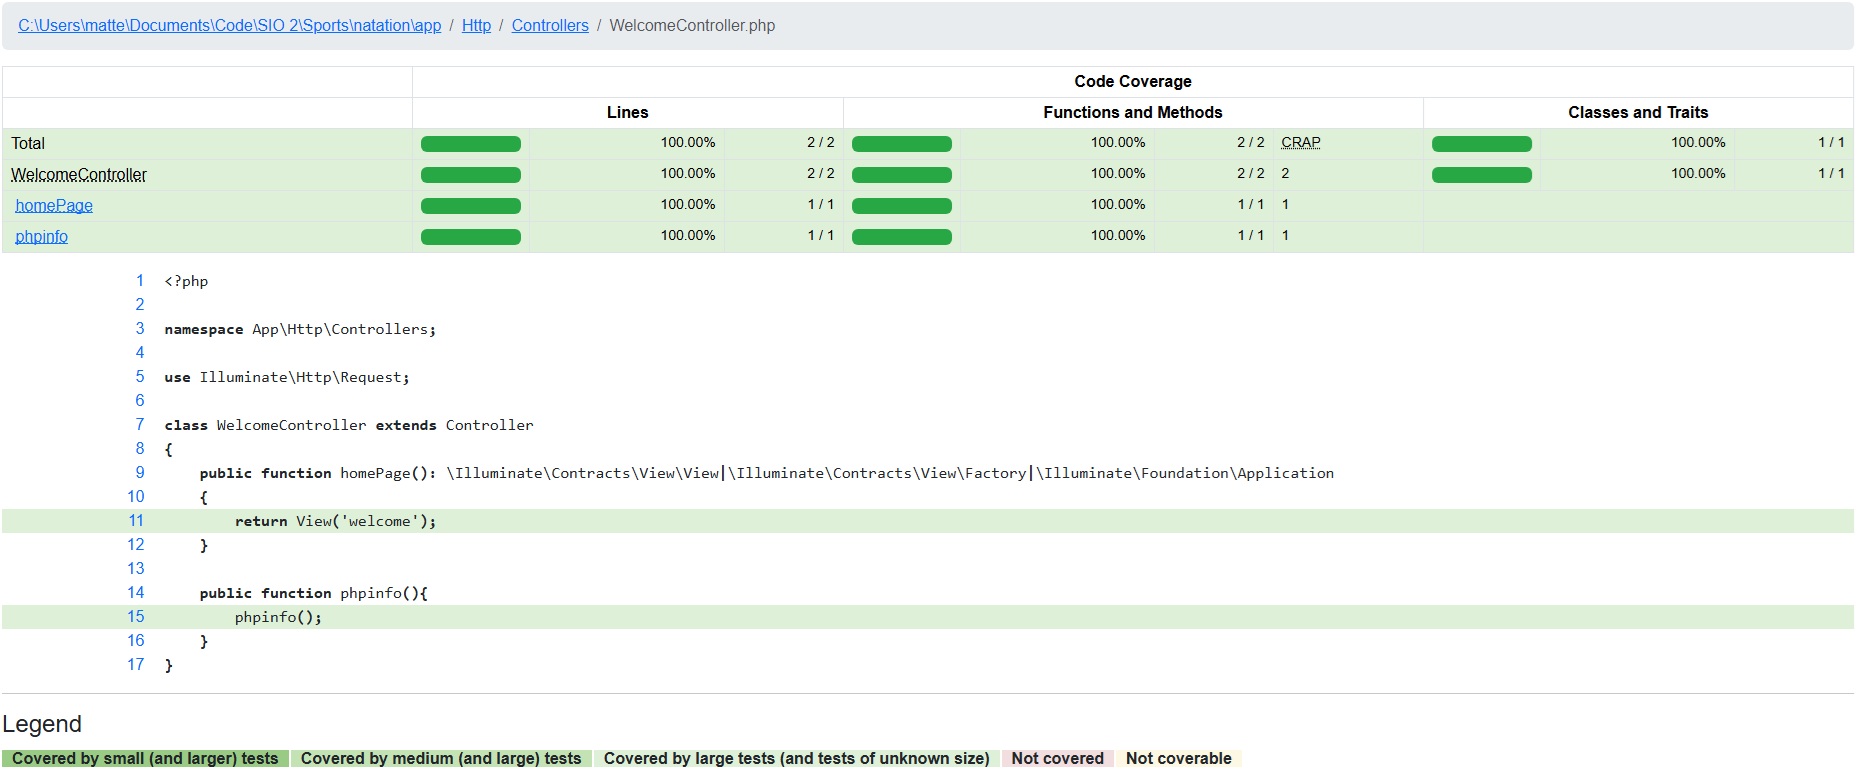 C:\Users\matte\Documents\Code\SIO 2\Sports\natation\app / Http / Controllers / WelcomeController.php
Code Coverage
Lines Functions and Methods Classes and Traits
Total 100.00% 2 / 2 100.00% 2 / 2 CRAP 100.00% 1 / 1
WelcomeController 100.00% 2 / 2 100.00% 2 / 2 2 100.00% 1 / 1
homePage 100.00% 1 / 1 100.00% 1 / 1 1
phpinfo 100.00% 1 / 1 100.00% 1 / 1 1
1 <?php
2
3 namespace App\Http\Controllers;
4
5 use Illuminate\Http\Request;
6
7 class WelcomeController extends Controller
8 {
9     public function homePage(): \Illuminate\Contracts\View\View|\Illuminate\Contracts\View\Factory|\Illuminate\Foundation\Application
10     {
11         return View('welcome');
12     }
13
14     public function phpinfo(){
15         phpinfo();
16     }
17 }
Legend
Covered by small (and larger) tests Covered by medium (and large) tests Covered by large tests (and tests of unknown size) Not covered Not coverable